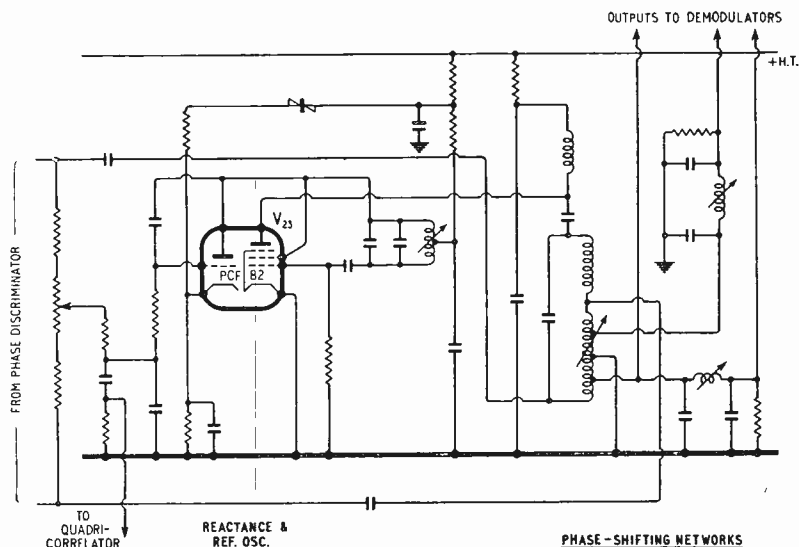 OUTPUTS TO DEMODULATORS
+H.T.
FROM PHASE DISCRIMINATOR
V23
PCF 82
TO
QUADRI-
CORRELATOR
REACTANCE &
REF. OSC.
PHASE-SHIFTING NETWORKS